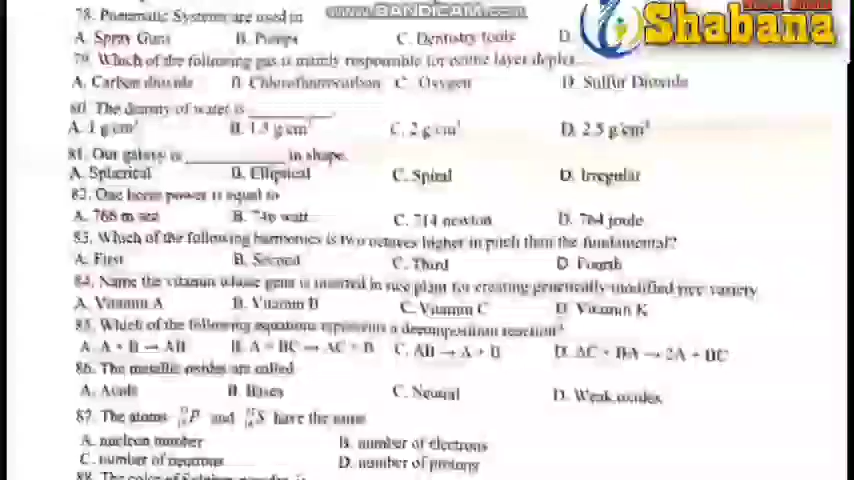 www.BANDICAM.com
Shabana
78. Pneumatic Systems are used in
A. Spray Guns B. Pumps C. Dentistry tools D.
79. Which of the following gas is mainly responsible for ozone layer deplet
A. Carbon dioxide B. Chlorofluorocarbon C. Oxygen D. Sulfur Dioxide
80. The density of water is ________.
A. 1 g/cm³ B. 1.5 g/cm³ C. 2 g/cm³ D. 2.5 g/cm³
81. Our galaxy is ________ in shape.
A. Spherical B. Elliptical C. Spiral D. Irregular
82. One horse power is equal to
A. 766 m sec B. 746 watt C. 714 newton D. 764 joule
83. Which of the following harmonics is two octaves higher in pitch than the fundamental?
A. First B. Second C. Third D. Fourth
84. Name the vitamin whose gene is inserted in rice plant for creating genetically modified rice variety
A. Vitamin A B. Vitamin D C. Vitamin C D. Vitamin K
85. Which of the following equations represents a decomposition reaction?
A. A + B → AB B. A + BC → AC + B C. AB → A + B D. AC + BA → 2A + BC
86. The metallic oxides are called
A. Acids B. Bases C. Neutral D. Weak oxides
87. The atoms P and S have the same
A. nucleon number B. number of electrons
C. number of neutrons D. number of protons
88. The color of